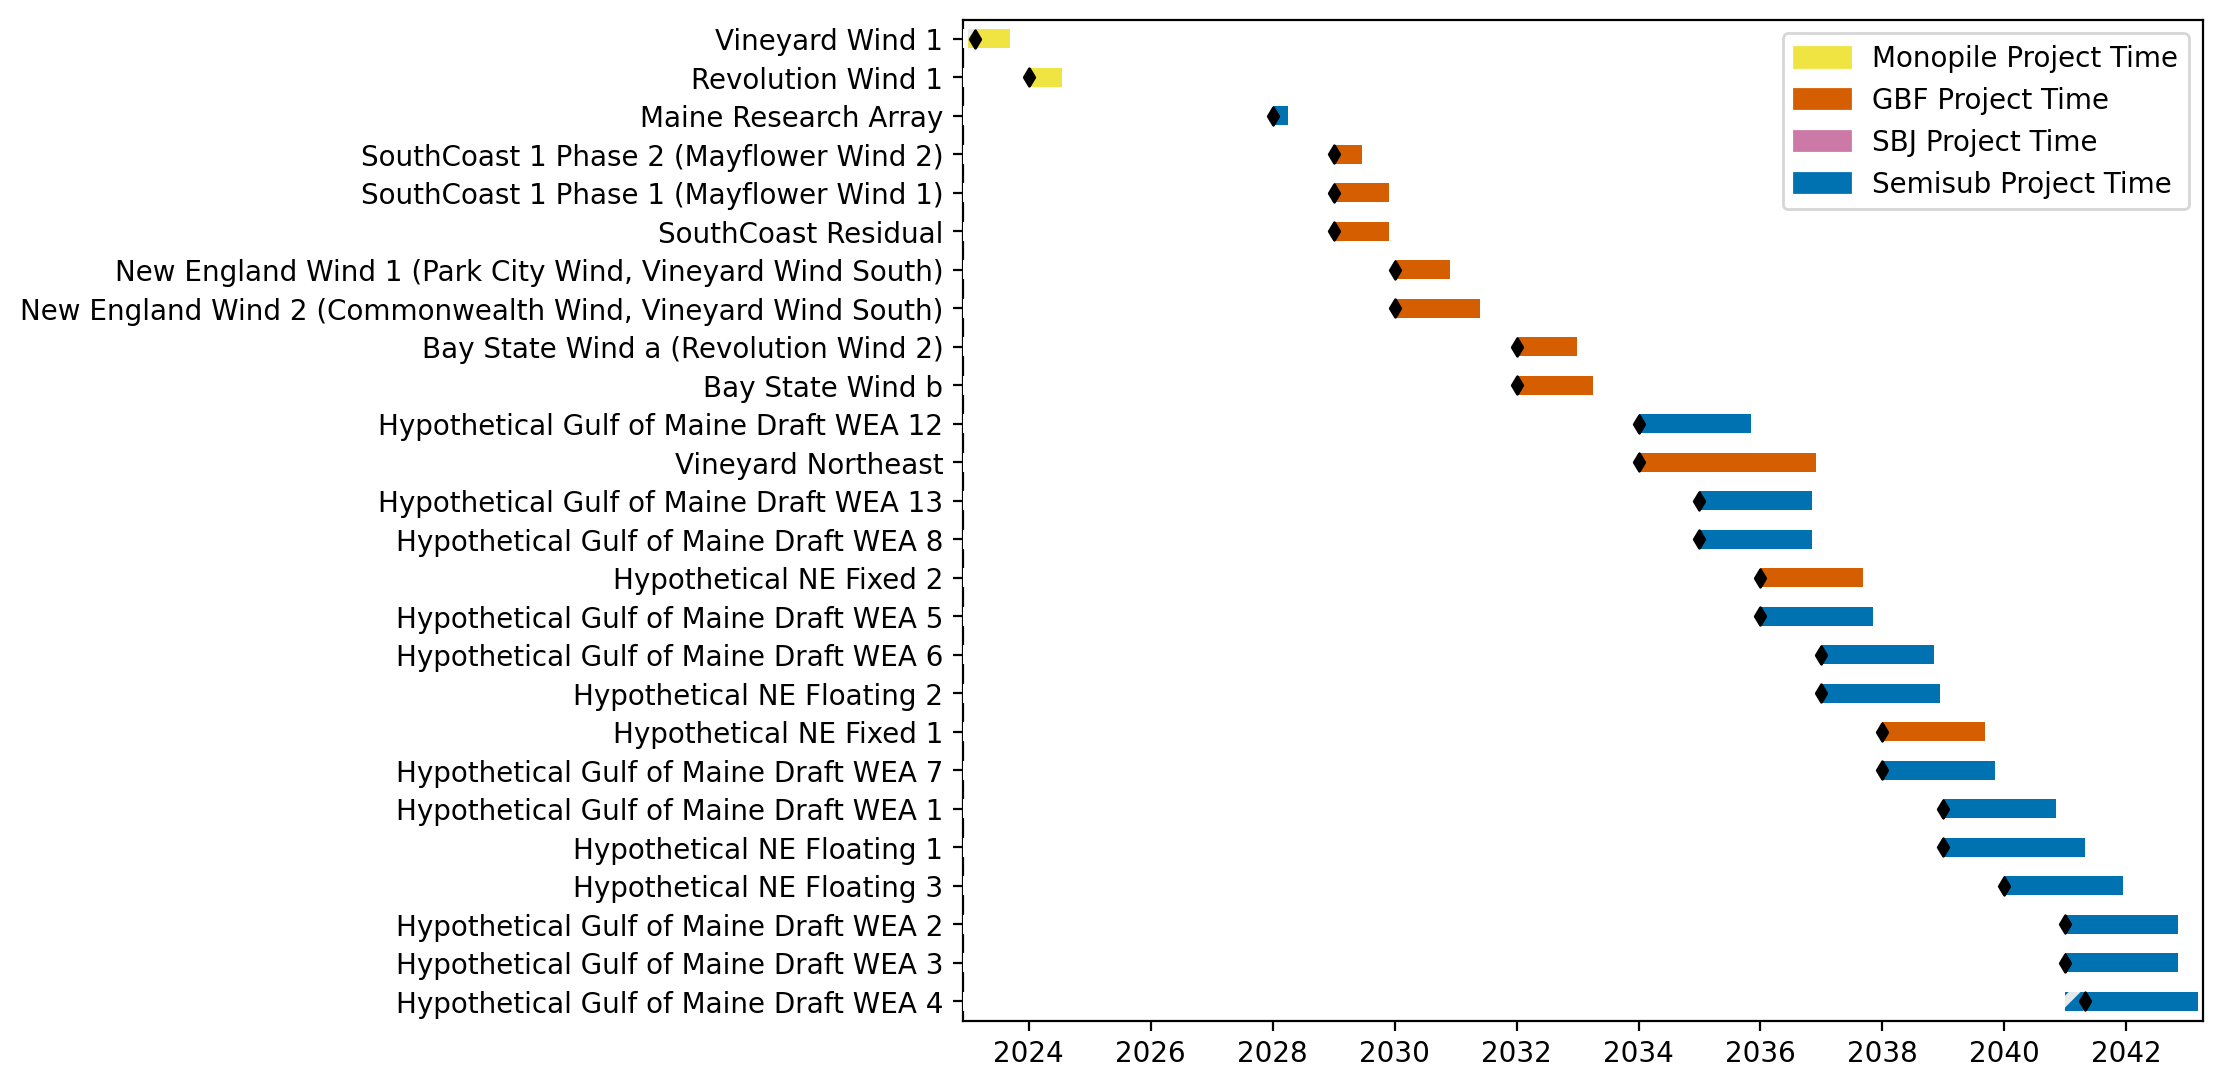 Vineyard Wind 1
Revolution Wind 1
Maine Research Array
SouthCoast 1 Phase 2 (Mayflower Wind 2)
SouthCoast 1 Phase 1 (Mayflower Wind 1)
SouthCoast Residual
New England Wind 1 (Park City Wind, Vineyard Wind South)
New England Wind 2 (Commonwealth Wind, Vineyard Wind South)
Bay State Wind a (Revolution Wind 2)
Bay State Wind b
Hypothetical Gulf of Maine Draft WEA 12
Vineyard Northeast
Hypothetical Gulf of Maine Draft WEA 13
Hypothetical Gulf of Maine Draft WEA 8
Hypothetical NE Fixed 2
Hypothetical Gulf of Maine Draft WEA 5
Hypothetical Gulf of Maine Draft WEA 6
Hypothetical NE Floating 2
Hypothetical NE Fixed 1
Hypothetical Gulf of Maine Draft WEA 7
Hypothetical Gulf of Maine Draft WEA 1
Hypothetical NE Floating 1
Hypothetical NE Floating 3
Hypothetical Gulf of Maine Draft WEA 2
Hypothetical Gulf of Maine Draft WEA 3
Hypothetical Gulf of Maine Draft WEA 4
Monopile Project Time
GBF Project Time
SBJ Project Time
Semisub Project Time
2024 2026 2028 2030 2032 2034 2036 2038 2040 2042